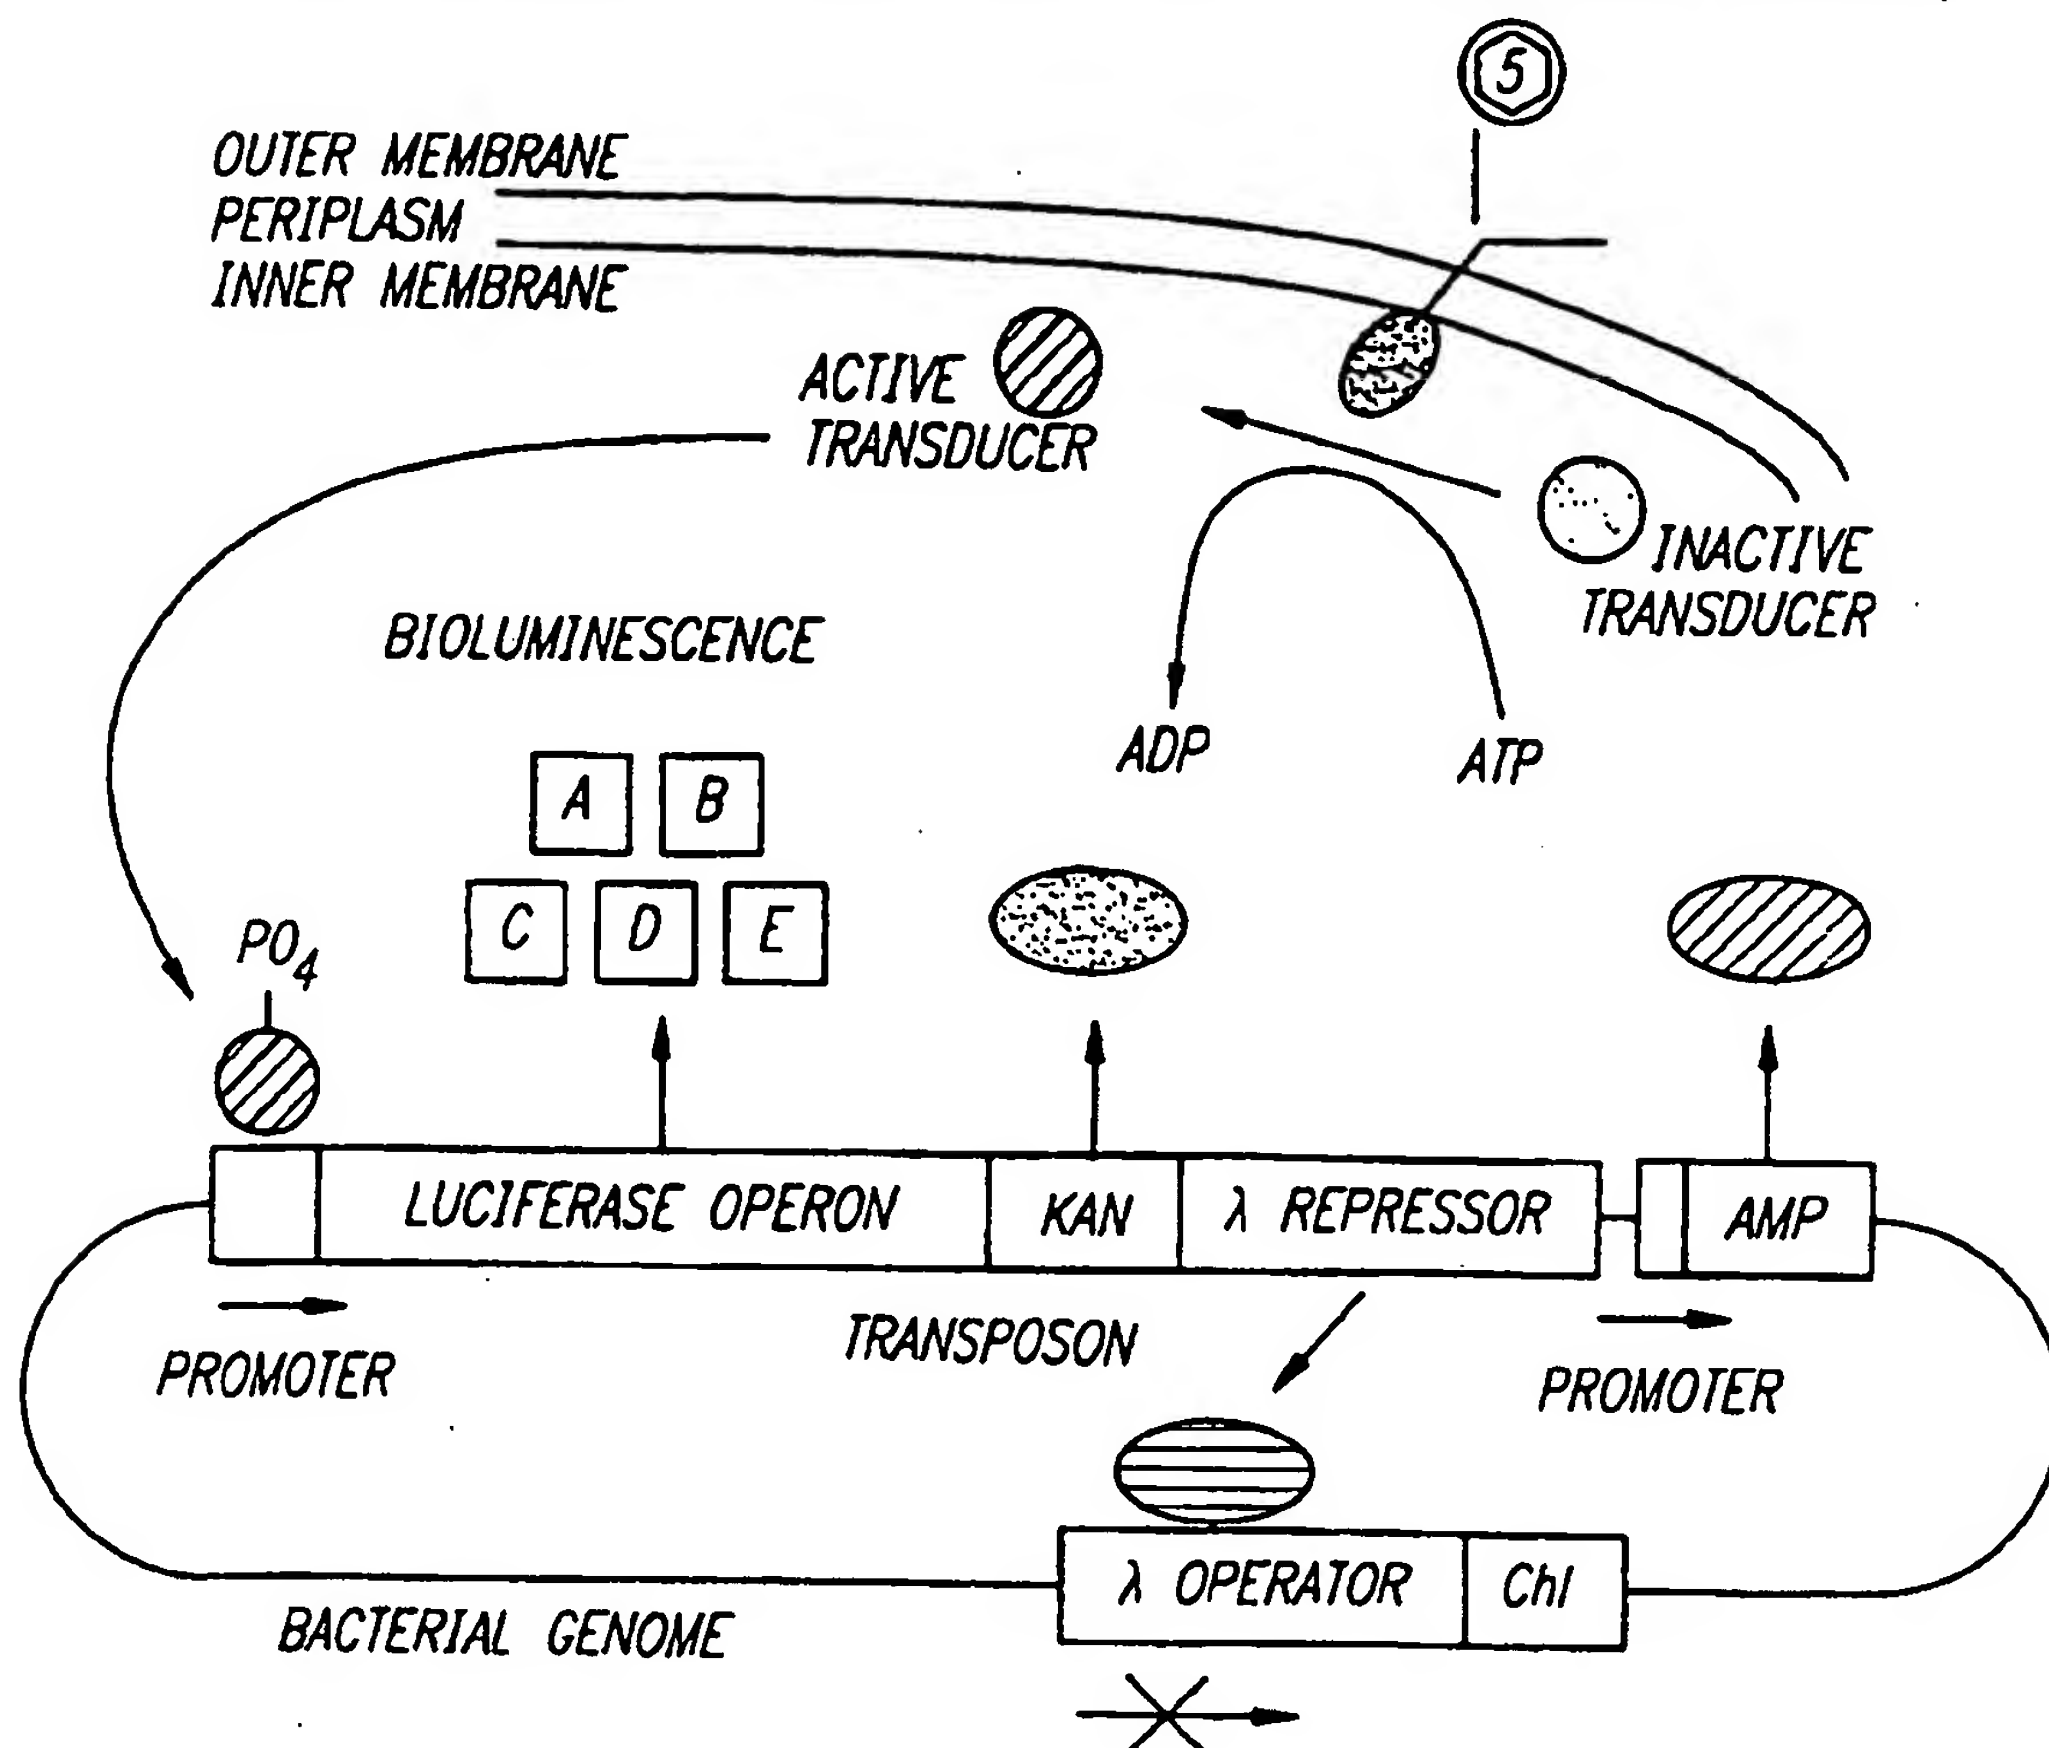 5
OUTER MEMBRANE
PERIPLASM
INNER MEMBRANE
ACTIVE
TRANSDUCER
INACTIVE
TRANSDUCER
BIOLUMINESCENCE
ADP
ATP
A
B
C
D
E
PO4
LUCIFERASE OPERON
KAN
λ REPRESSOR
AMP
TRANSPOSON
PROMOTER
PROMOTER
λ OPERATOR
Chl
BACTERIAL GENOME